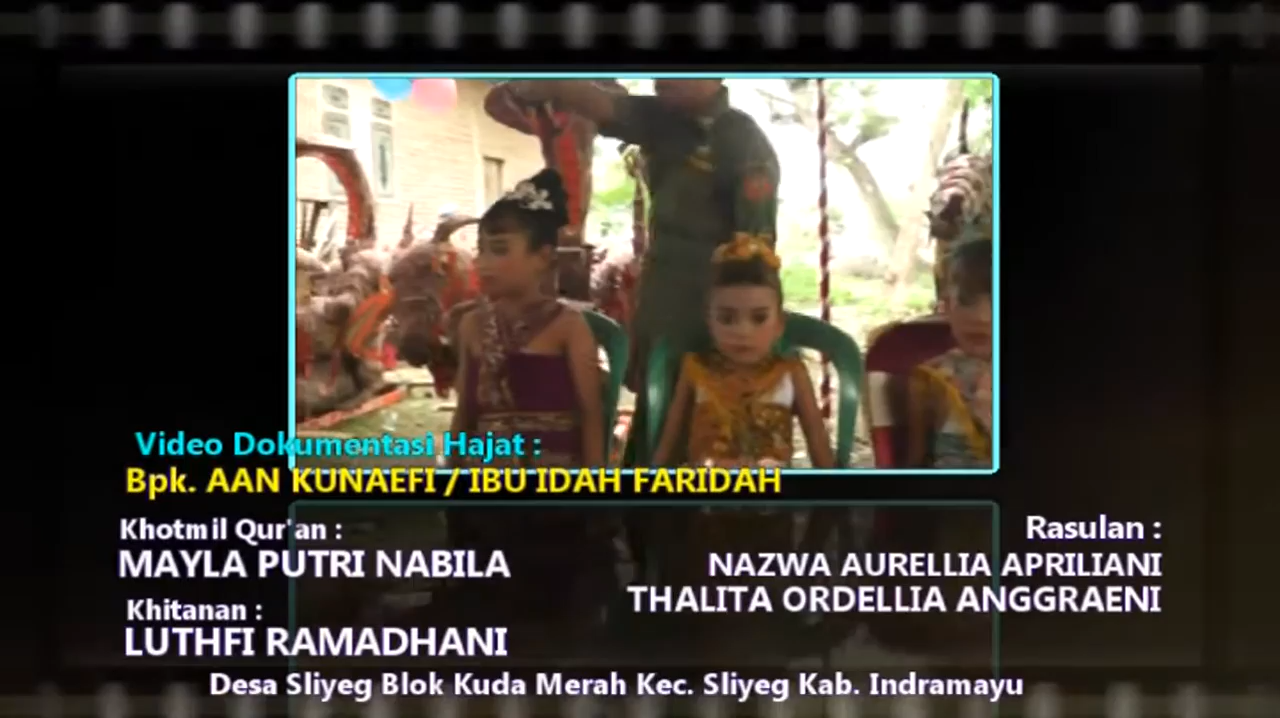 Video Dokumentasi Hajat :
Bpk. AAN KUNAEFI / IBU IDAH FARIDAH
Khotmil Qur'an :
MAYLA PUTRI NABILA
Khitanan :
LUTHFI RAMADHANI
Rasulan :
NAZWA AURELLIA APRILIANI
THALITA ORDELLIA ANGGRAENI
Desa Sliyeg Blok Kuda Merah Kec. Sliyeg Kab. Indramayu